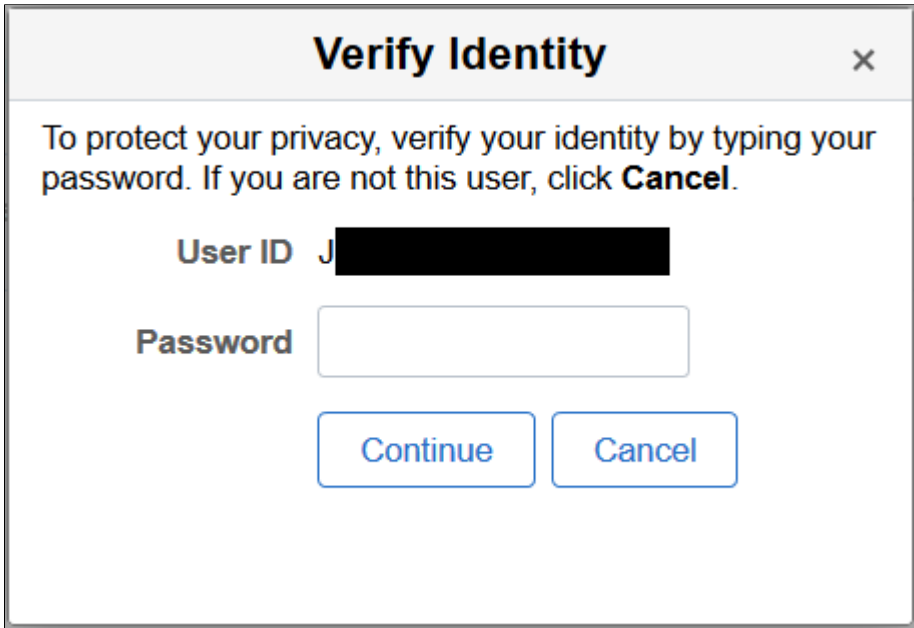 Verify Identity ×
To protect your privacy, verify your identity by typing your
password. If you are not this user, click Cancel.
User ID J
Password
Continue Cancel